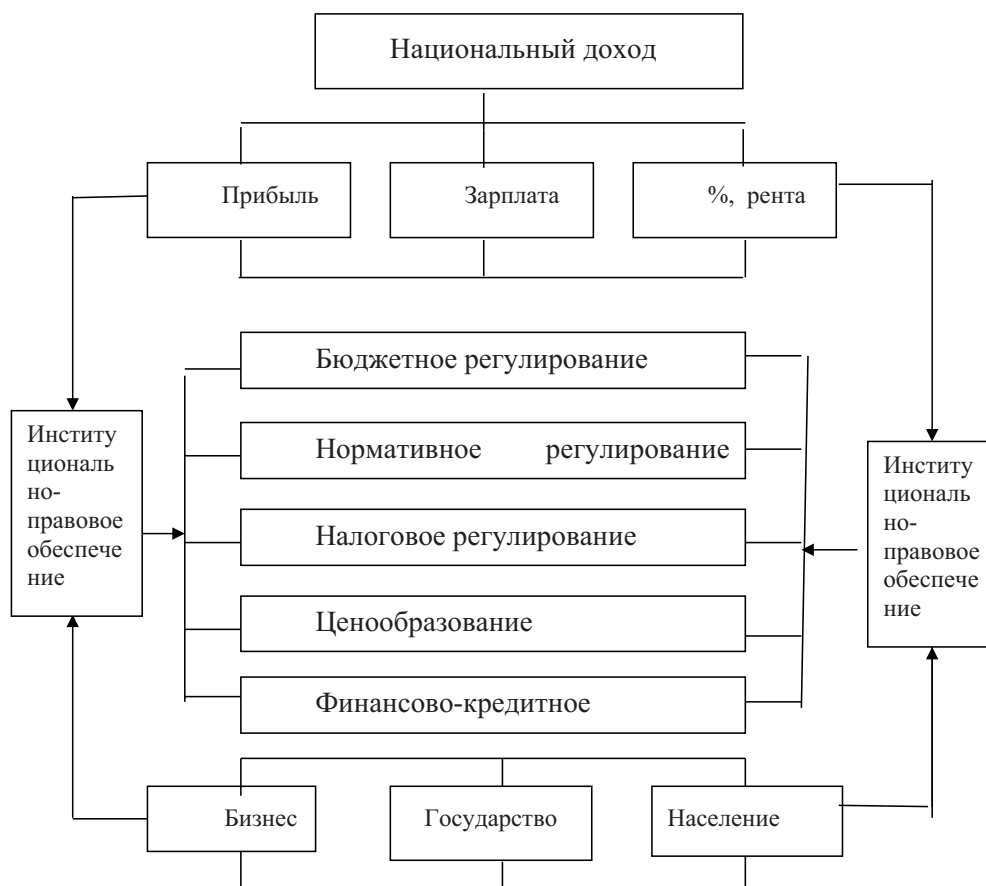 Национальный доход
Прибыль
Зарплата
%, рента
Бюджетное регулирование
Нормативное регулирование
Налоговое регулирование
Ценообразование
Финансово-кредитное
Институ
циональ
но-
правовое
обеспече
ние
Институ
циональ
но-
правовое
обеспече
ние
Бизнес
Государство
Население